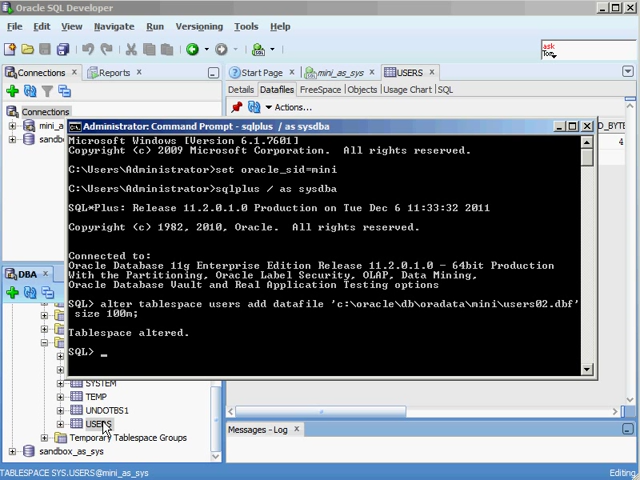 Oracle SQL Developer
File Edit View Navigate Run Versioning Tools Help
ask
Tom
Connections
Reports
Start Page
mini_as_sys
USERS
Details Datafiles FreeSpace Objects Usage Chart SQL
Actions...
Connections
mini_a
sandb
D_BYTE
4
Administrator: Command Prompt - sqlplus / as sysdba
Microsoft Windows [Version 6.1.7601]
Copyright (c) 2009 Microsoft Corporation. All rights reserved.
C:\Users\Administrator>set oracle_sid=mini
C:\Users\Administrator>sqlplus / as sysdba
SQL*Plus: Release 11.2.0.1.0 Production on Tue Dec 6 11:33:32 2011
Copyright (c) 1982, 2010, Oracle. All rights reserved.
Connected to:
Oracle Database 11g Enterprise Edition Release 11.2.0.1.0 - 64bit Production
With the Partitioning, Oracle Label Security, OLAP, Data Mining,
Oracle Database Vault and Real Application Testing options
SQL> alter tablespace users add datafile 'c:\oracle\db\oradata\mini\users02.dbf'
size 100m;
Tablespace altered.
SQL> _
DBA
SYSTEM
TEMP
UNDOTBS1
USERS
Temporary Tablespace Groups
sandbox_as_sys
Messages - Log
TABLESPACE SYS.USERS@mini_as_sys
Editing